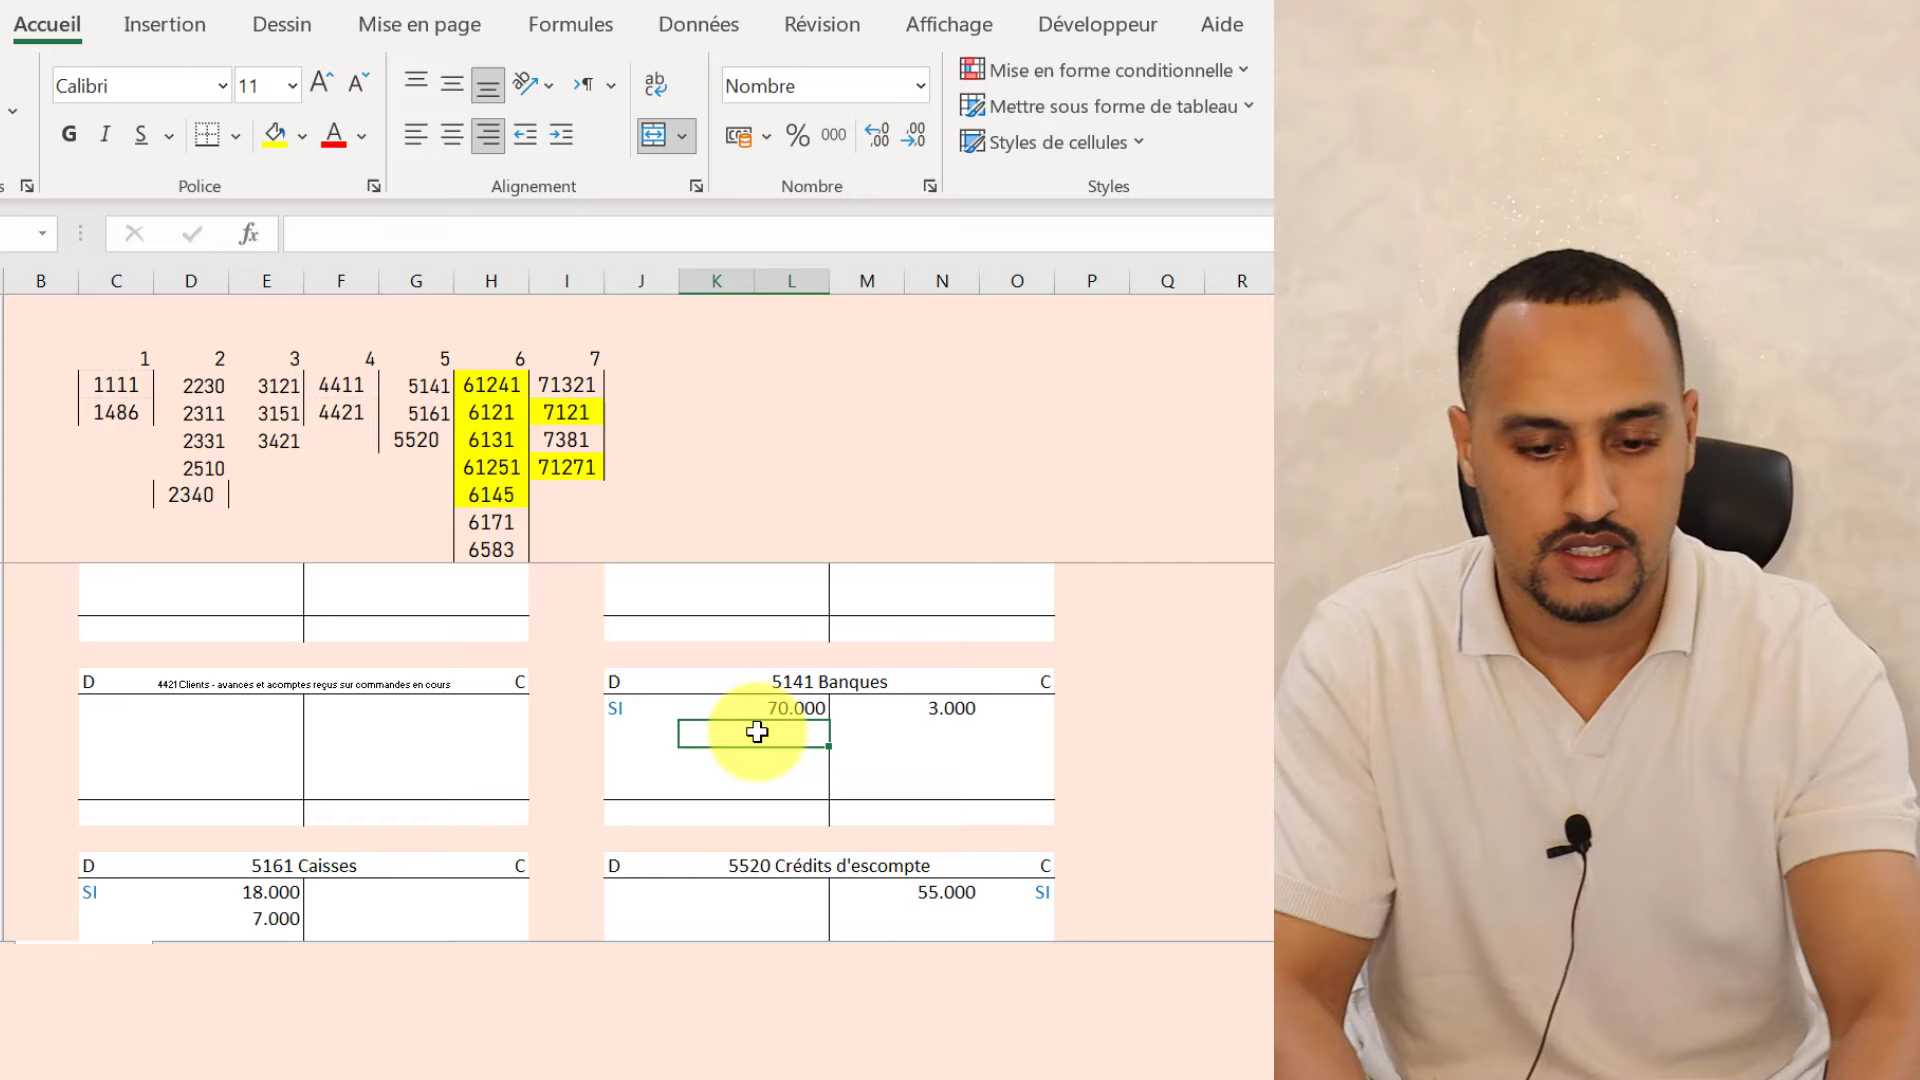 Accueil Insertion Dessin Mise en page Formules Données Révision Affichage Développeur Aide
Calibri 11 A A ab Nombre Mise en forme conditionnelle
Mettre sous forme de tableau
G I S A % 000 Styles de cellules
s Police Alignement Nombre Styles
fx
B C D E F G H I J K L M N O P Q R
1 2 3 4 5 6 7
1111 2230 3121 4411 5141 61241 71321
1486 2311 3151 4421 5161 6121 7121
2331 3421 5520 6131 7381
2510 61251 71271
2340 6145
6171
6583
D 4421 Clients - avances et acomptes reçus sur commandes en cours C
D 5141 Banques C
SI 70.000 3.000
D 5161 Caisses C
SI 18.000
7.000
D 5520 Crédits d'escompte C
55.000 SI